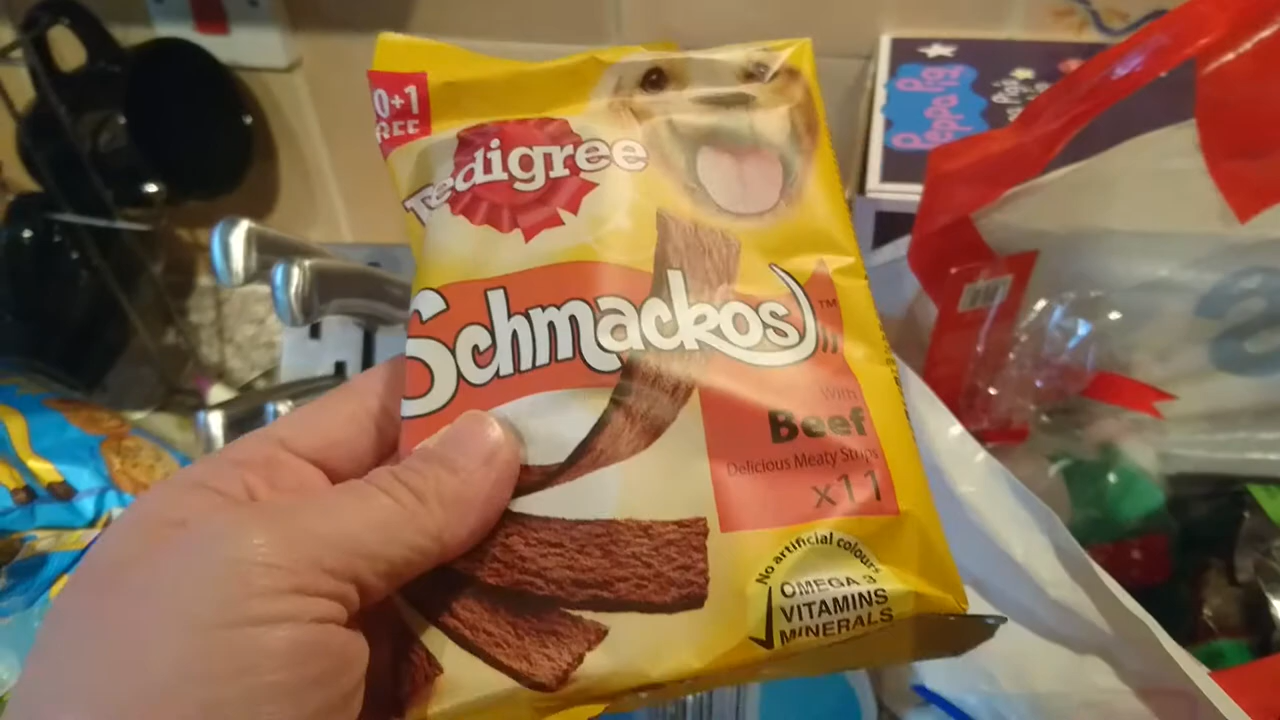 0+1
FREE
Pedigree
Schmackos
TM
With
Beef
Delicious Meaty Strips
x11
No artificial colours
OMEGA 3
VITAMINS
MINERALS
Peppa Pig